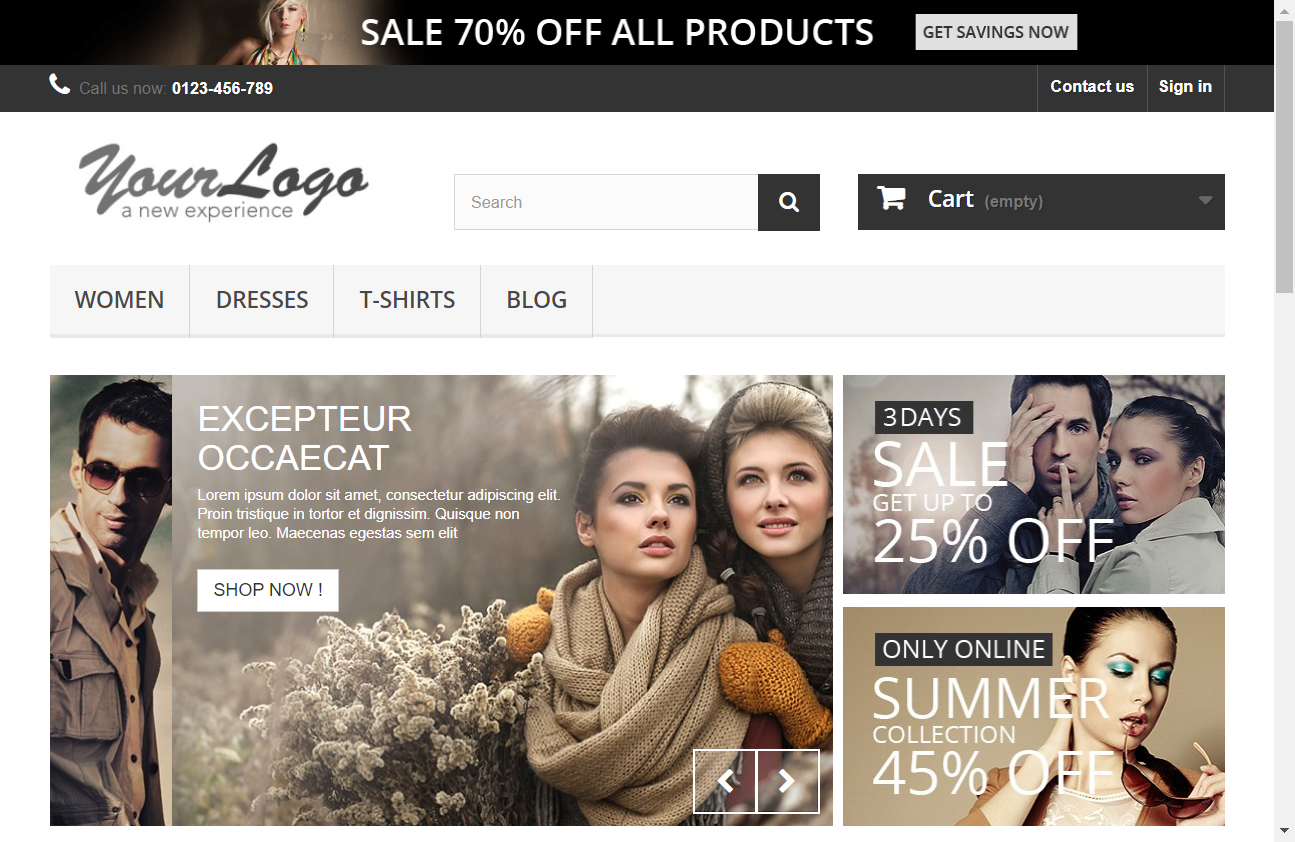 SALE 70% OFF ALL PRODUCTS
GET SAVINGS NOW
Call us now: 0123-456-789
Contact us
Sign in
Your Logo
a new experience
Search
Cart (empty)
WOMEN
DRESSES
T-SHIRTS
BLOG
EXCEPTEUR
OCCAECAT
Lorem ipsum dolor sit amet, consectetur adipiscing elit.
Proin tristique in tortor et dignissim. Quisque non
tempor leo. Maecenas egestas sem elit
SHOP NOW !
3 DAYS
SALE
GET UP TO
25% OFF
ONLY ONLINE
SUMMER
COLLECTION
45% OFF